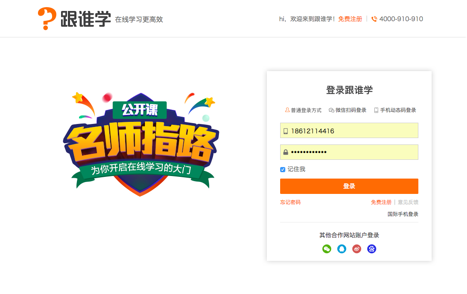 跟谁学 在线学习更高效
hi，欢迎来到跟谁学! 免费注册 | 4000-910-910
公开课
名师指路
为你开启在线学习的大门
登录跟谁学
普通登录方式 微信扫码登录 手机动态码登录
18612114416
•••••••••••••
记住我
登录
忘记密码 免费注册 | 意见反馈
国际手机登录
其他合作网站账户登录